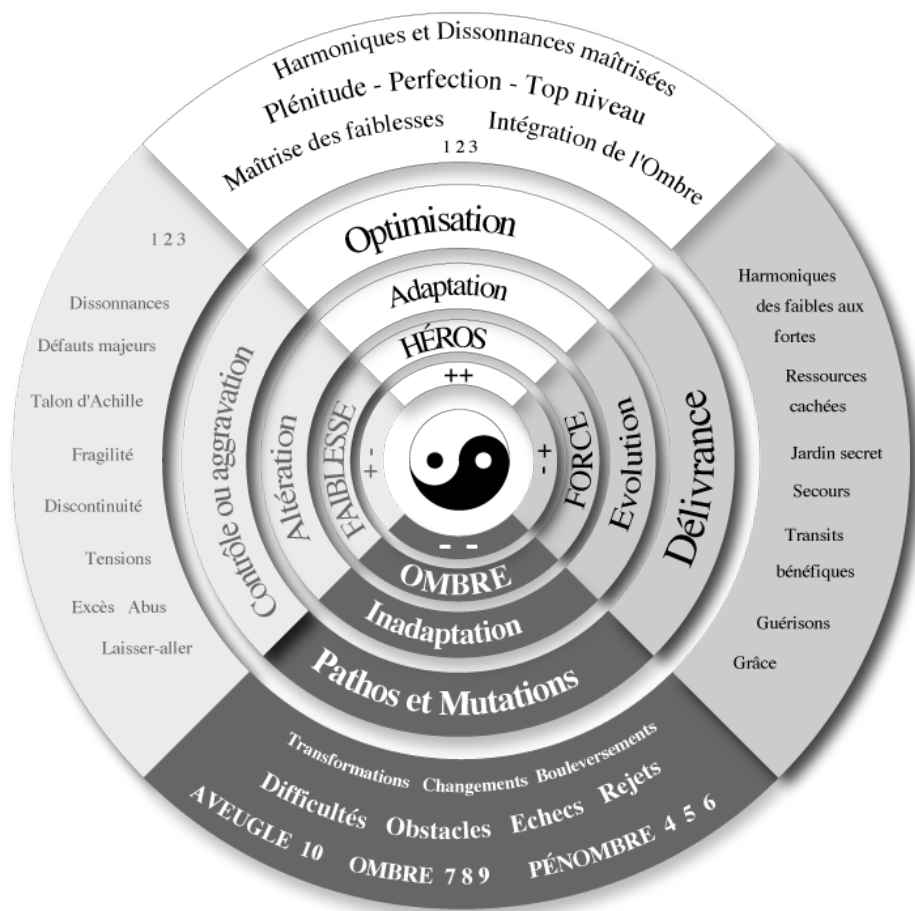 Harmoniques et Dissonnances maîtrisées
Plénitude - Perfection - Top niveau
Maîtrise des faiblesses Intégration de l'Ombre
1 2 3
Optimisation
Adaptation
HÉROS
++
1 2 3
Dissonnances
Défauts majeurs
Talon d'Achille
Fragilité
Discontinuité
Tensions
Excès Abus
Laisser-aller
Contrôle ou aggravation
Altération
FAIBLESSE
+ -
+ -
FORCE
Evolution
Délivrance
Harmoniques
des faibles aux
fortes
Ressources
cachées
Jardin secret
Secours
Transits
bénéfiques
Guérisons
Grâce
- -
OMBRE
Inadaptation
Pathos et Mutations
Transformations Changements Bouleversements
Difficultés Obstacles Echecs Rejets
AVEUGLE 10 OMBRE 7 8 9 PÉNOMBRE 4 5 6